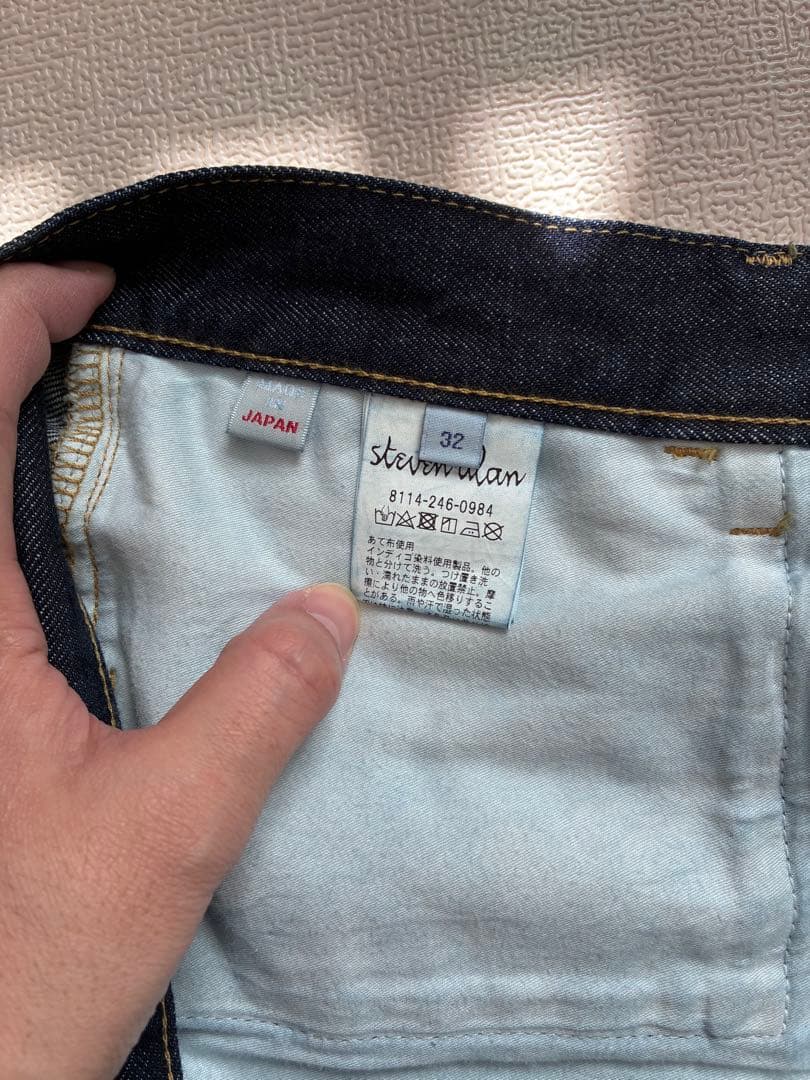 MADE
IN
JAPAN
32
steven alan
8114-246-0984
あて布使用
インディゴ染料使用製品。他の
物と分けて洗う。つけ置き洗
い・濡れたままの放置禁止。摩
擦により他の物へ色移りするこ
とがある。雨や汗で湿った状態